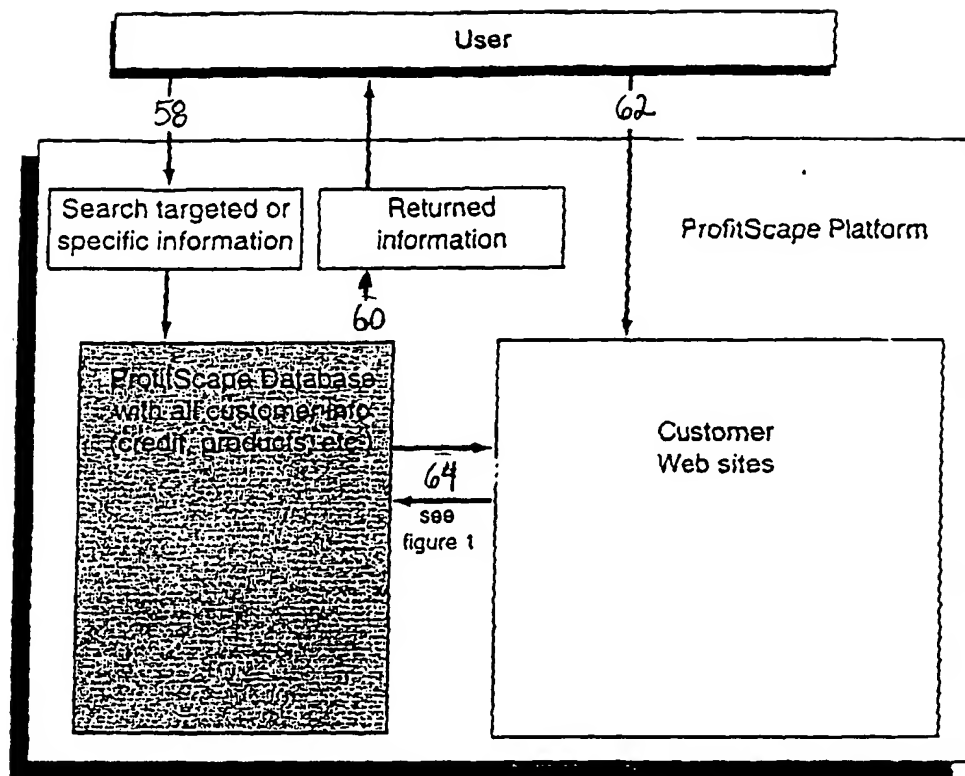 User
58
62
Search targeted or
specific information
Returned
information
ProfitScape Platform
60
ProfitScape Database
with all customer info
(credit, products, etc.)
64
see
figure 1
Customer
Web sites